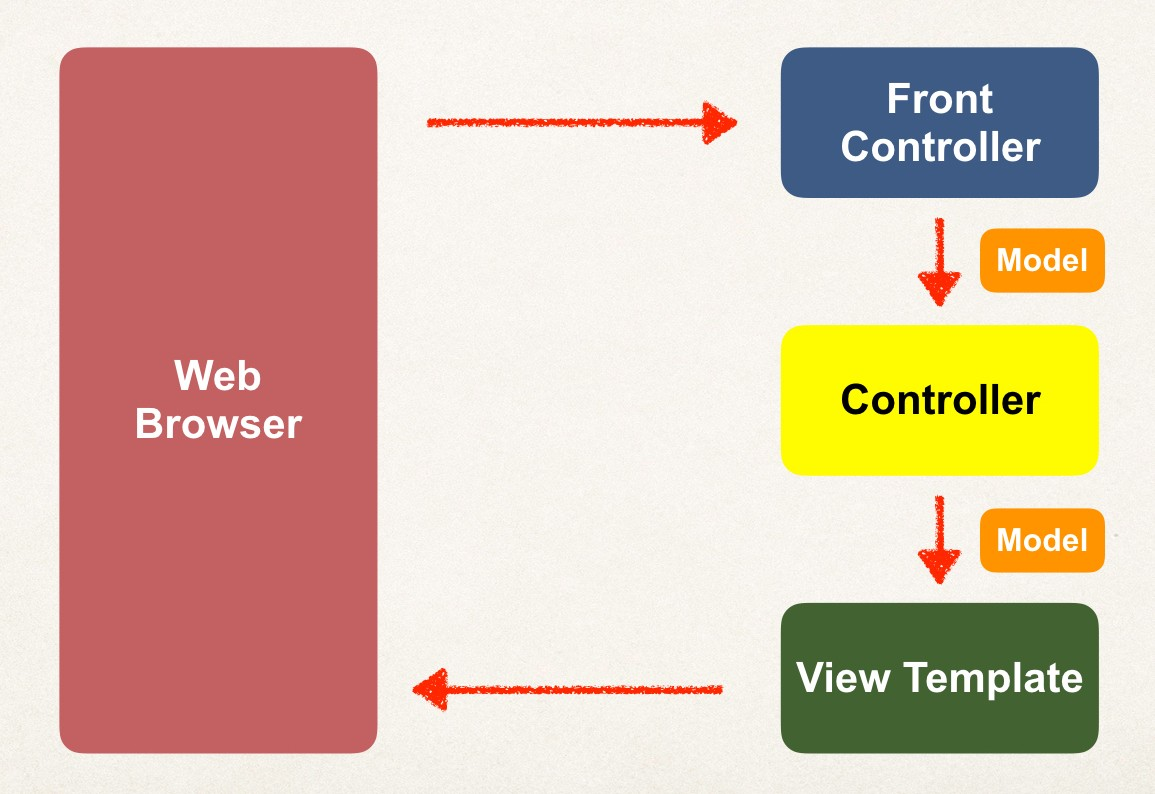 Front
Controller
Model
Web
Browser
Controller
Model
View Template